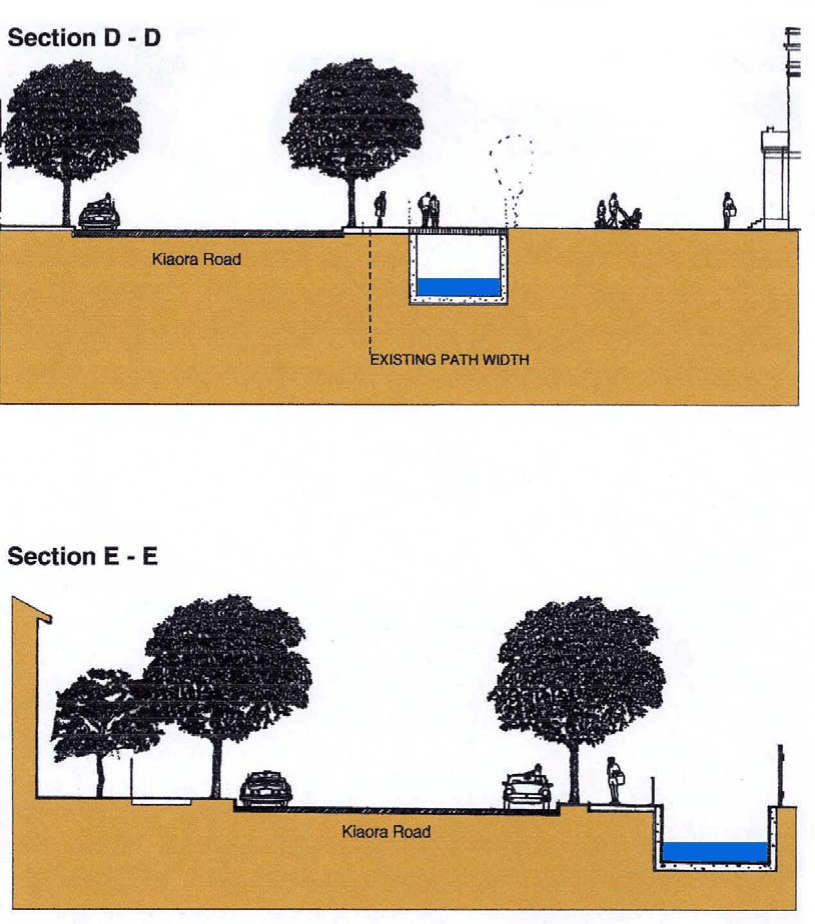 Section D - D
Kiaora Road
EXISTING PATH WIDTH
Section E - E
Kiaora Road